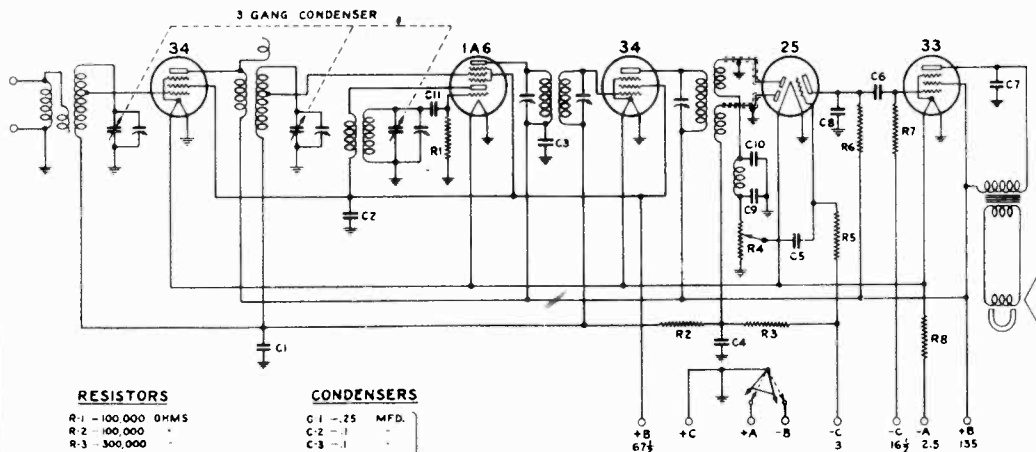 3 GANG CONDENSER
34
1A6
34
25
33
C11
C6
C7
C8
R7
R6
R1
C3
C10
C9
C2
R4
C5
R5
C1
R2
C4
R3
R8
RESISTORS
R-1 - 100,000 OHMS
R-2 - 100,000 "
R-3 - 300,000 "
CONDENSERS
C-1 - .25 MFD.
C-2 - .1 "
C-3 - .1 "
+B
67½
+C
+A
-B
-C
3
-C
16½
-A
2.5
+B
135